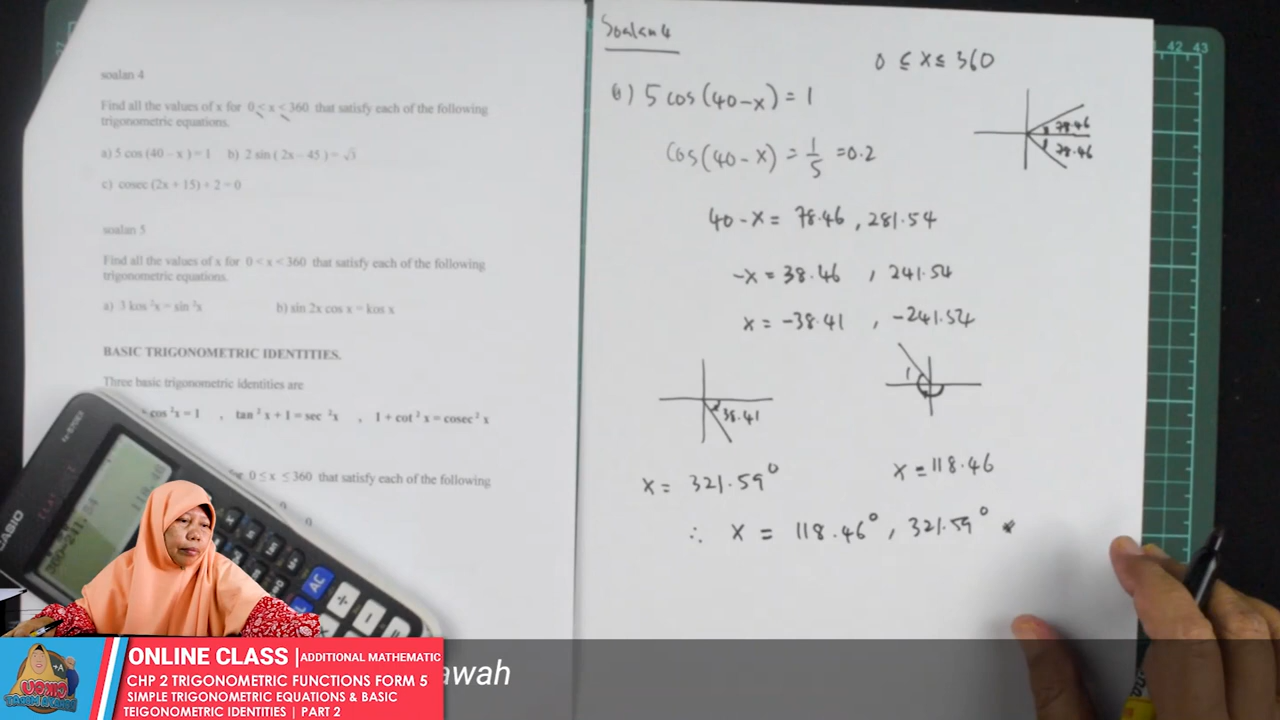 soalan 4
Find all the values of x for 0 < x < 360 that satisfy each of the following
trigonometric equations.
a) 5 cos (40 – x ) = 1 b) 2 sin ( 2x – 45 ) = √3
c) cosec (2x + 15) + 2 = 0
soalan 5
Find all the values of x for 0 < x < 360 that satisfy each of the following
trigonometric equations.
a) 3 kos ²x = sin ²x b) sin 2x cos x = kos x
BASIC TRIGONOMETRIC IDENTITIES.
Three basic trigonometric identities are
cos ²x = 1 , tan ² x + 1 = sec ²x , 1 + cot ² x = cosec ² x
for 0 ≤ x ≤ 360 that satisfy each of the following
0
CASIO
AC
Soalan 4
0 ≤ x ≤ 360
5 cos (40 - x) = 1
78.46
78.46
cos (40 - x) = 1/5 = 0.2
40 - x = 78.46 , 281.54
-x = 38.46 , 241.54
x = -38.41 , -241.54
38.41
x = 321.59°
x = 118.46
∴ x = 118.46° , 321.59°
42 43
ONLINE CLASS | ADDITIONAL MATHEMATIC
CHP 2 TRIGONOMETRIC FUNCTIONS FORM 5
SIMPLE TRIGONOMETRIC EQUATIONS & BASIC
TEIGONOMETRIC IDENTITIES | PART 2
awah